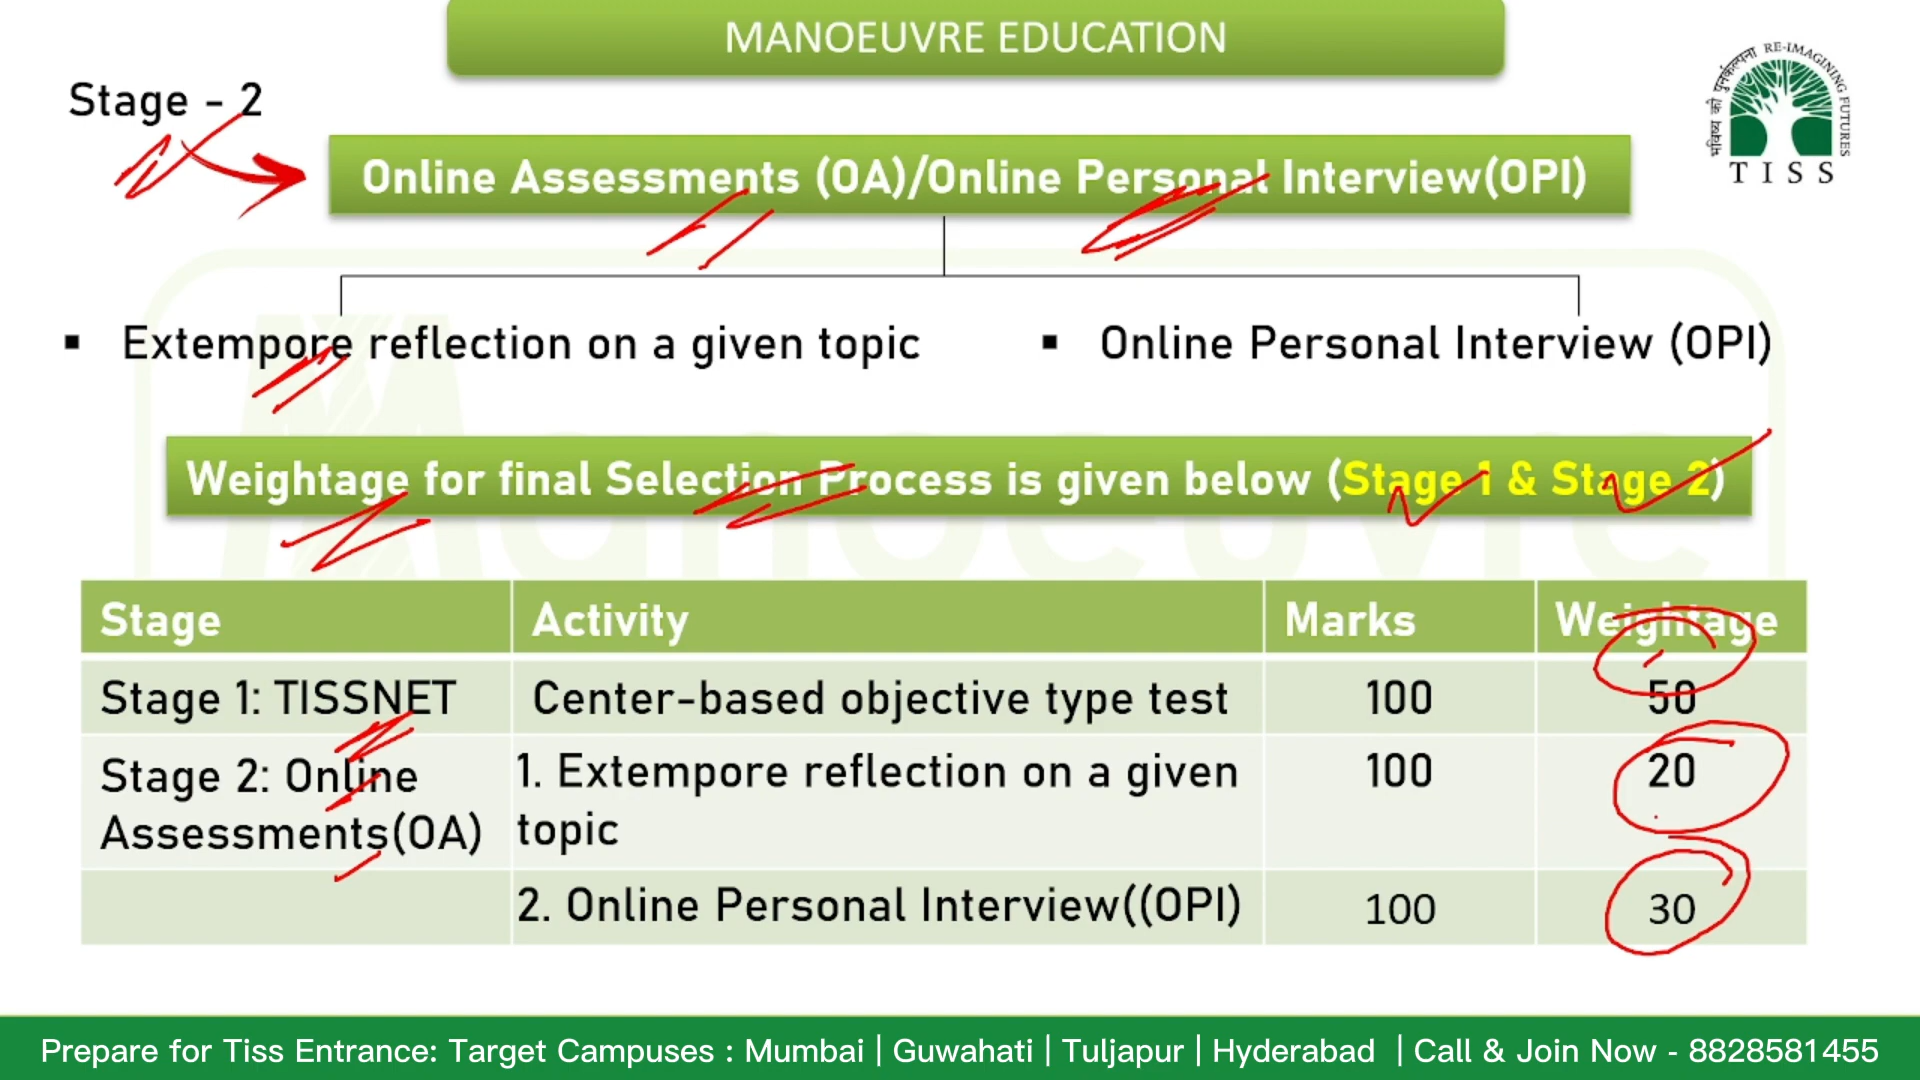 MANOEUVRE EDUCATION
Stage - 2
भविष्य की पुनर्कल्पना RE-IMAGINING FUTURES
TISS
Online Assessments (OA)/Online Personal Interview(OPI)
▪ Extempore reflection on a given topic
▪ Online Personal Interview (OPI)
Weightage for final Selection Process is given below (Stage 1 & Stage 2)
Stage Activity Marks Weightage
Stage 1: TISSNET Center-based objective type test 100 50
Stage 2: Online Assessments(OA) 1. Extempore reflection on a given topic 100 20
2. Online Personal Interview((OPI) 100 30
Prepare for Tiss Entrance: Target Campuses : Mumbai | Guwahati | Tuljapur | Hyderabad | Call & Join Now - 8828581455